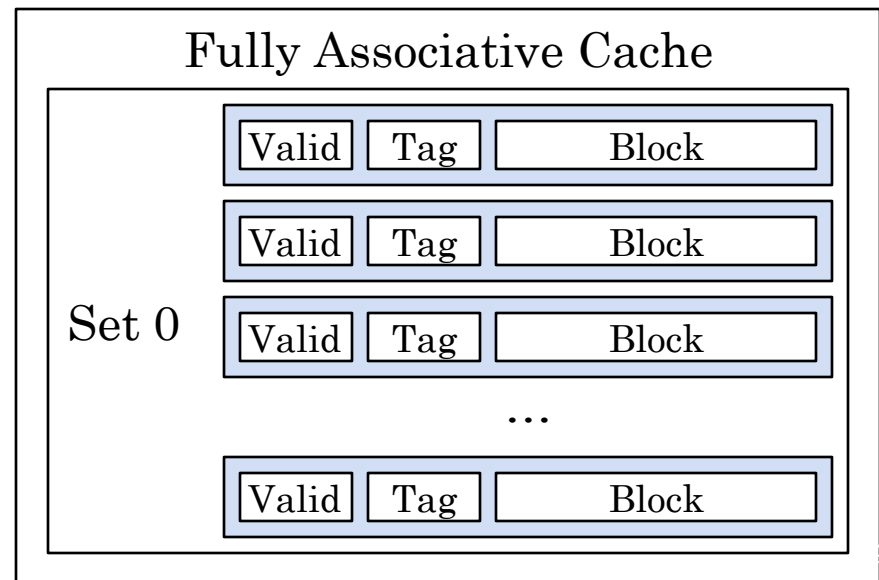 Fully Associative Cache
Valid Tag Block
Valid Tag Block
Set 0
Valid Tag Block
...
Valid Tag Block